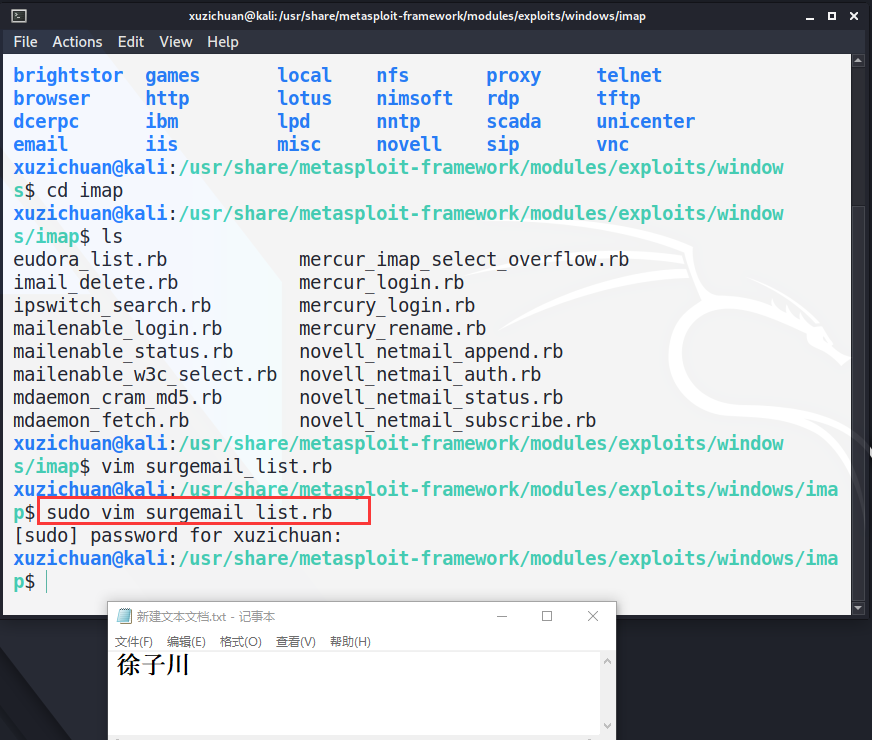 xuzichuan@kali:/usr/share/metasploit-framework/modules/exploits/windows/imap
File Actions Edit View Help
brightstor games local nfs proxy telnet
browser http lotus nimsoft rdp tftp
dcerpc ibm lpd nntp scada unicenter
email iis misc novell sip vnc
xuzichuan@kali:/usr/share/metasploit-framework/modules/exploits/window
s$ cd imap
xuzichuan@kali:/usr/share/metasploit-framework/modules/exploits/window
s/imap$ ls
eudora_list.rb mercur_imap_select_overflow.rb
imail_delete.rb mercur_login.rb
ipswitch_search.rb mercury_login.rb
mailenable_login.rb mercury_rename.rb
mailenable_status.rb novell_netmail_append.rb
mailenable_w3c_select.rb novell_netmail_auth.rb
mdaemon_cram_md5.rb novell_netmail_status.rb
mdaemon_fetch.rb novell_netmail_subscribe.rb
xuzichuan@kali:/usr/share/metasploit-framework/modules/exploits/window
s/imap$ vim surgemail_list.rb
xuzichuan@kali:/usr/share/metasploit-framework/modules/exploits/windows/ima
p$ sudo vim surgemail_list.rb
[sudo] password for xuzichuan:
xuzichuan@kali:/usr/share/metasploit-framework/modules/exploits/windows/ima
p$
新建文本文档.txt - 记事本
文件(F) 编辑(E) 格式(O) 查看(V) 帮助(H)
徐子川